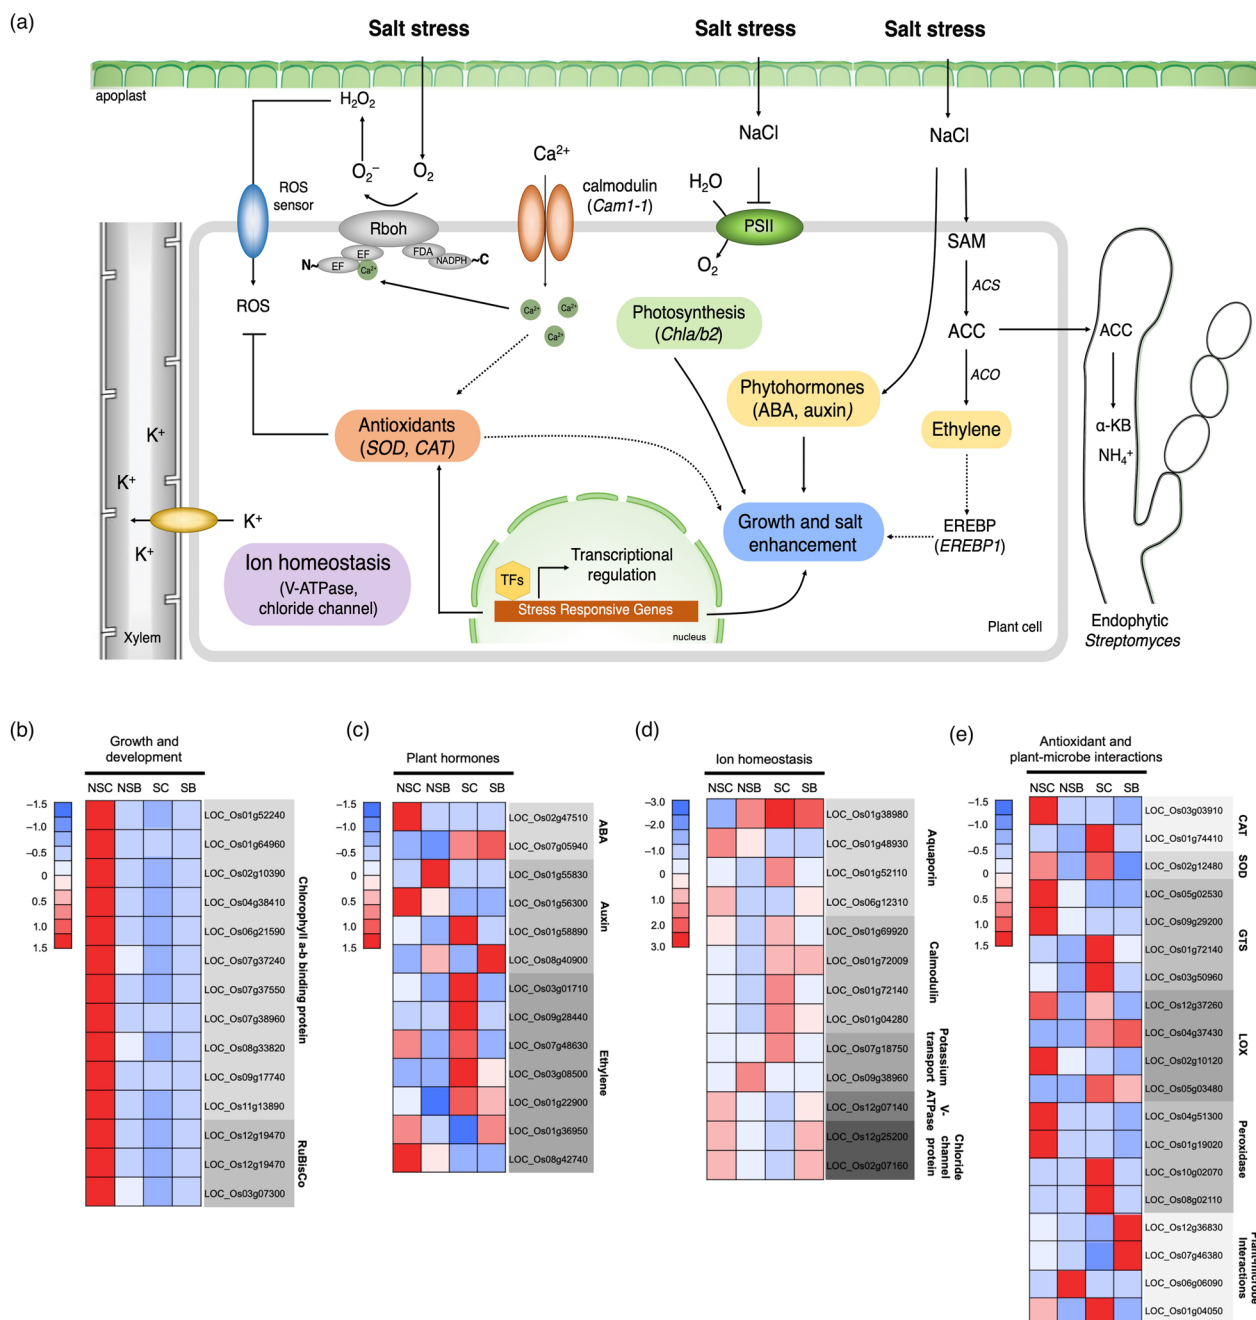 (a)
Salt stress
Salt stress
Salt stress
apoplast
H₂O₂
O₂⁻
O₂
ROS
sensor
Rboh
EF
EF
Ca²⁺
FDA
NADPH
N~
~C
Ca²⁺
calmodulin
(Cam1-1)
NaCl
H₂O
PSII
O₂
NaCl
SAM
ACS
ACC
ACO
Ethylene
EREBP
(EREBP1)
ACC
α-KB
NH₄⁺
Endophytic
Streptomyces
ROS
Ca²⁺
Ca²⁺
Ca²⁺
Photosynthesis
(Chla/b2)
Phytohormones
(ABA, auxin)
Antioxidants
(SOD, CAT)
Growth and salt
enhancement
K⁺
K⁺
K⁺
K⁺
Ion homeostasis
(V-ATPase,
chloride channel)
TFs
Transcriptional
regulation
Stress Responsive Genes
nucleus
Xylem
Plant cell
(b)
Growth and
development
NSC NSB SC SB
–1.5
–1.0
–0.5
0
0.5
1.0
1.5
LOC_Os01g52240
LOC_Os01g64960
LOC_Os02g10390
LOC_Os04g38410
LOC_Os06g21590
LOC_Os07g37240
LOC_Os07g37550
LOC_Os07g38960
LOC_Os08g33820
LOC_Os09g17740
LOC_Os11g13890
LOC_Os12g19470
LOC_Os12g19470
LOC_Os03g07300
Chlorophyll a-b binding protein
RuBisCo
(c)
Plant hormones
NSC NSB SC SB
–1.5
–1.0
–0.5
0
0.5
1.0
1.5
LOC_Os02g47510
LOC_Os07g05940
LOC_Os01g55830
LOC_Os01g56300
LOC_Os01g58890
LOC_Os08g40900
LOC_Os03g01710
LOC_Os09g28440
LOC_Os07g48630
LOC_Os03g08500
LOC_Os01g22900
LOC_Os01g36950
LOC_Os08g42740
ABA
Auxin
Ethylene
(d)
Ion homeostasis
NSC NSB SC SB
–3.0
–2.0
–1.0
0
1.0
2.0
3.0
LOC_Os01g38980
LOC_Os01g48930
LOC_Os01g52110
LOC_Os06g12310
LOC_Os01g69920
LOC_Os01g72009
LOC_Os01g72140
LOC_Os01g04280
LOC_Os07g18750
LOC_Os09g38960
LOC_Os12g07140
LOC_Os12g25200
LOC_Os02g07160
Aquaporin
Calmodulin
Potassium
transport
V-
ATPase
Chloride
channel
protein
(e)
Antioxidant and
plant-microbe interactions
NSC NSB SC SB
–1.5
–1.0
–0.5
0
0.5
1.0
1.5
LOC_Os03g03910
LOC_Os01g74410
LOC_Os02g12480
LOC_Os05g02530
LOC_Os09g29200
LOC_Os01g72140
LOC_Os03g50960
LOC_Os12g37260
LOC_Os04g37430
LOC_Os02g10120
LOC_Os05g03480
LOC_Os04g51300
LOC_Os01g19020
LOC_Os10g02070
LOC_Os08g02110
LOC_Os12g36830
LOC_Os07g46380
LOC_Os06g06090
LOC_Os01g04050
CAT
SOD
GTS
LOX
Peroxidase
Plant-microbe
Interactions